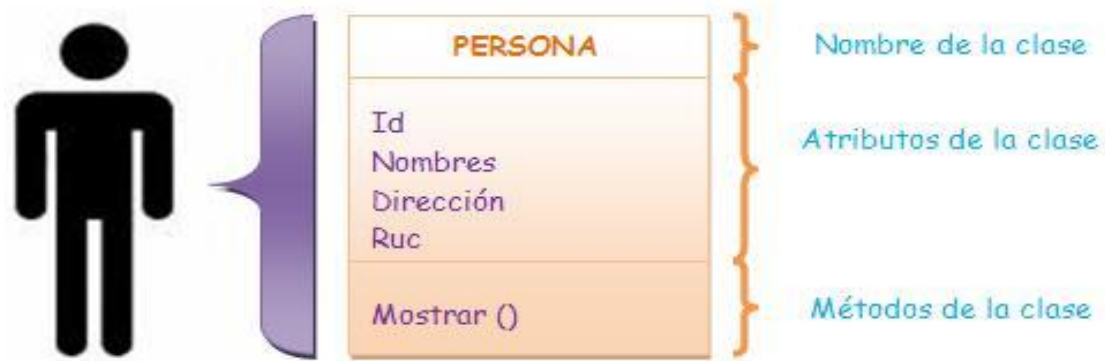 PERSONA
Nombre de la clase
Id
Nombres
Dirección
Ruc
Atributos de la clase
Mostrar ()
Métodos de la clase